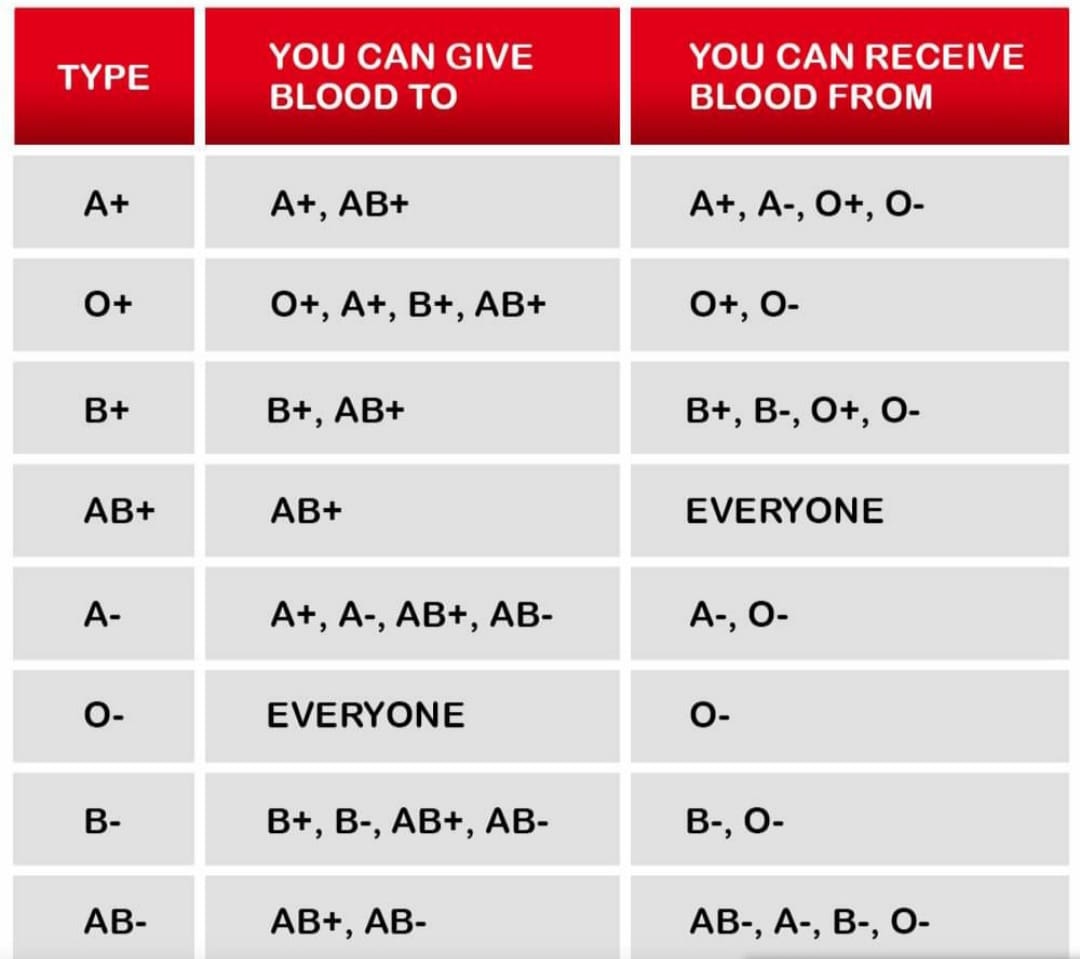 TYPE
YOU CAN GIVE
BLOOD TO
YOU CAN RECEIVE
BLOOD FROM
A+
A+, AB+
A+, A-, O+, O-
O+
O+, A+, B+, AB+
O+, O-
B+
B+, AB+
B+, B-, O+, O-
AB+
AB+
EVERYONE
A-
A+, A-, AB+, AB-
A-, O-
O-
EVERYONE
O-
B-
B+, B-, AB+, AB-
B-, O-
AB-
AB+, AB-
AB-, A-, B-, O-